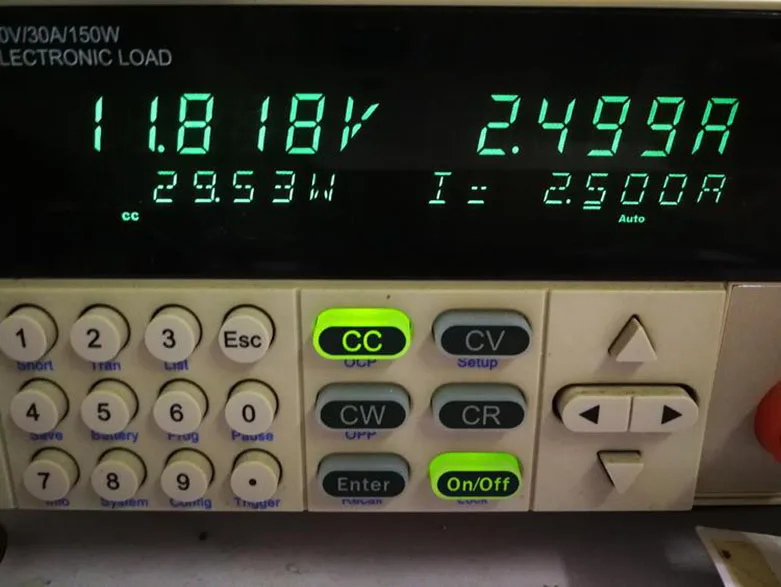 0V/30A/150W
LECTRONIC LOAD
11.818V 2.499A
29.53W I = 2.500A
CC Auto
1 2 3 Esc CC CV
Short Tran List OCP Setup
4 5 6 0 CW CR
Save Battery Prog Pause OPP
7 8 9 . Enter On/Off
Info System Config Trigger Recall Lock